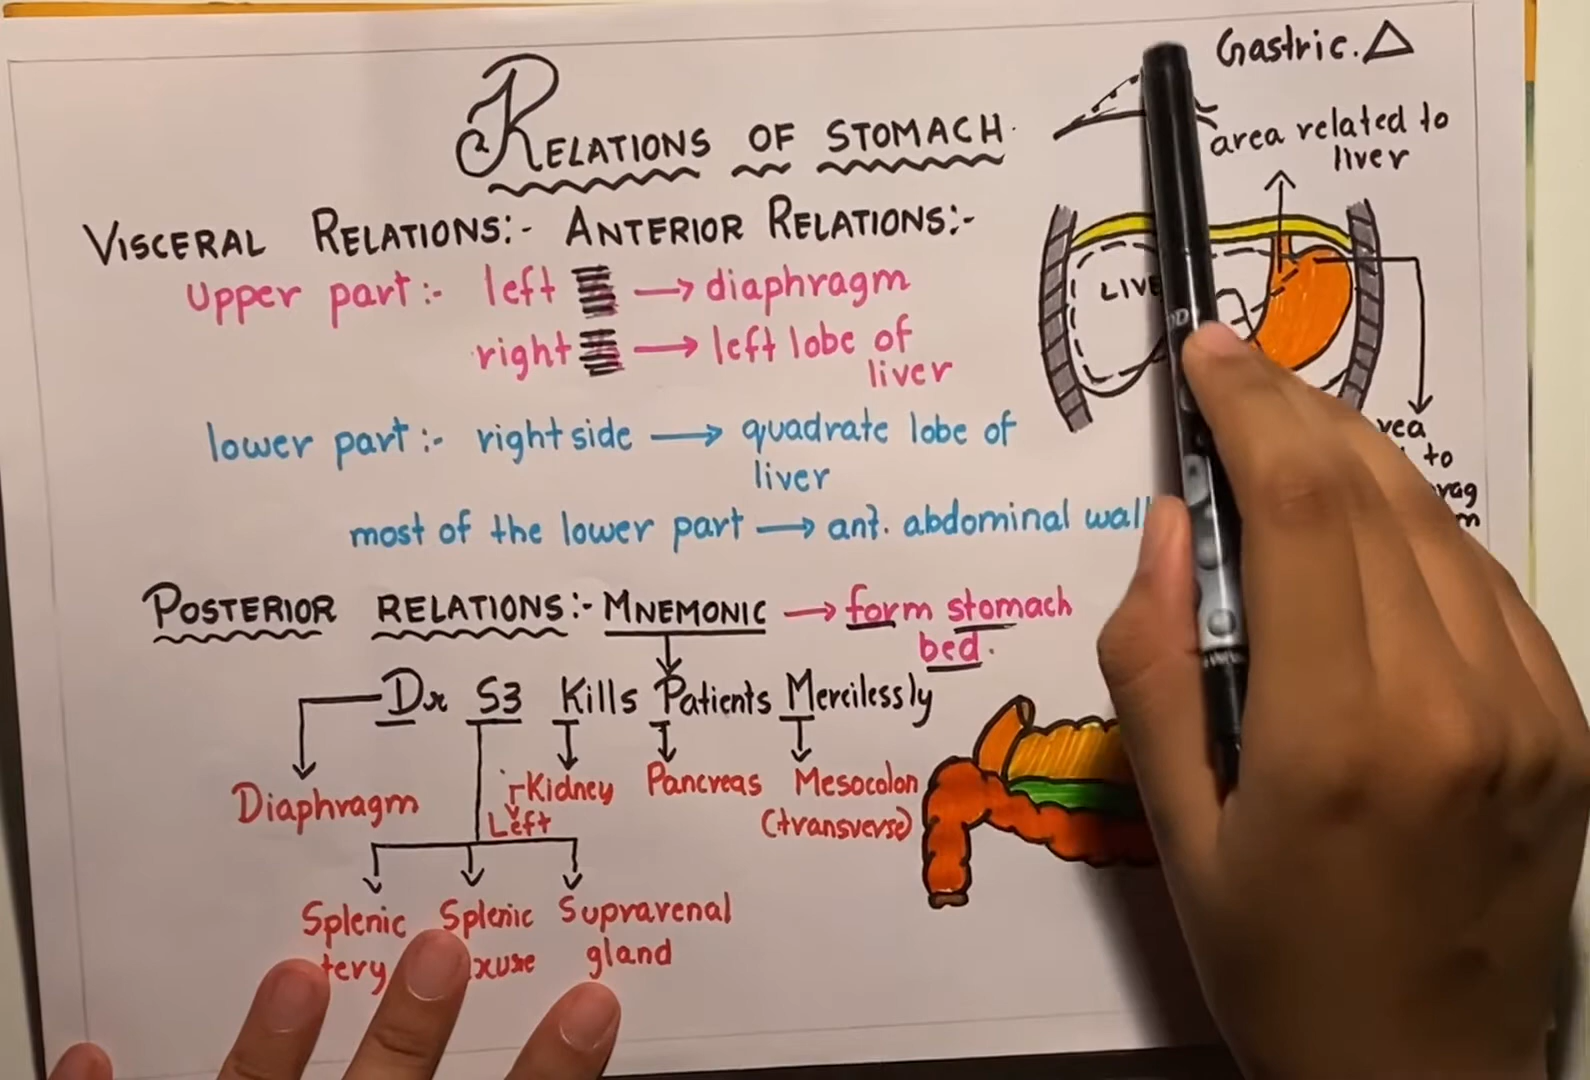 Gastric. △
RELATIONS OF STOMACH.
area related to
liver
VISCERAL RELATIONS:- ANTERIOR RELATIONS:-
Upper part:- left → diaphragm
right → left lobe of
liver
lower part:- right side → quadrate lobe of
liver
most of the lower part → ant. abdominal wall
to
POSTERIOR RELATIONS:- MNEMONIC → form stomach
bed.
Dr S3 Kills Patients Mercilessly
Diaphragm
Kidney
Left
Pancreas
Mesocolon
(transverse)
Splenic
Splenic
Suprarenal
gland